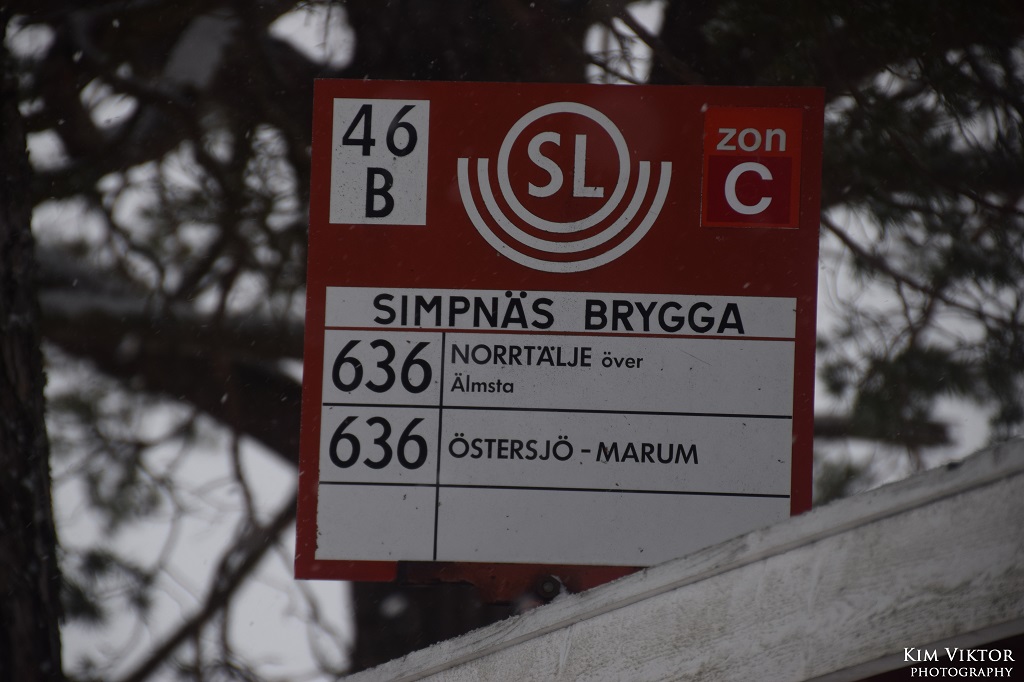 46
B
SL
zon
C
SIMPNÄS BRYGGA
636 NORRTÄLJE över
Älmsta
636 ÖSTERSJÖ - MARUM
KIM VIKTOR
PHOTOGRAPHY